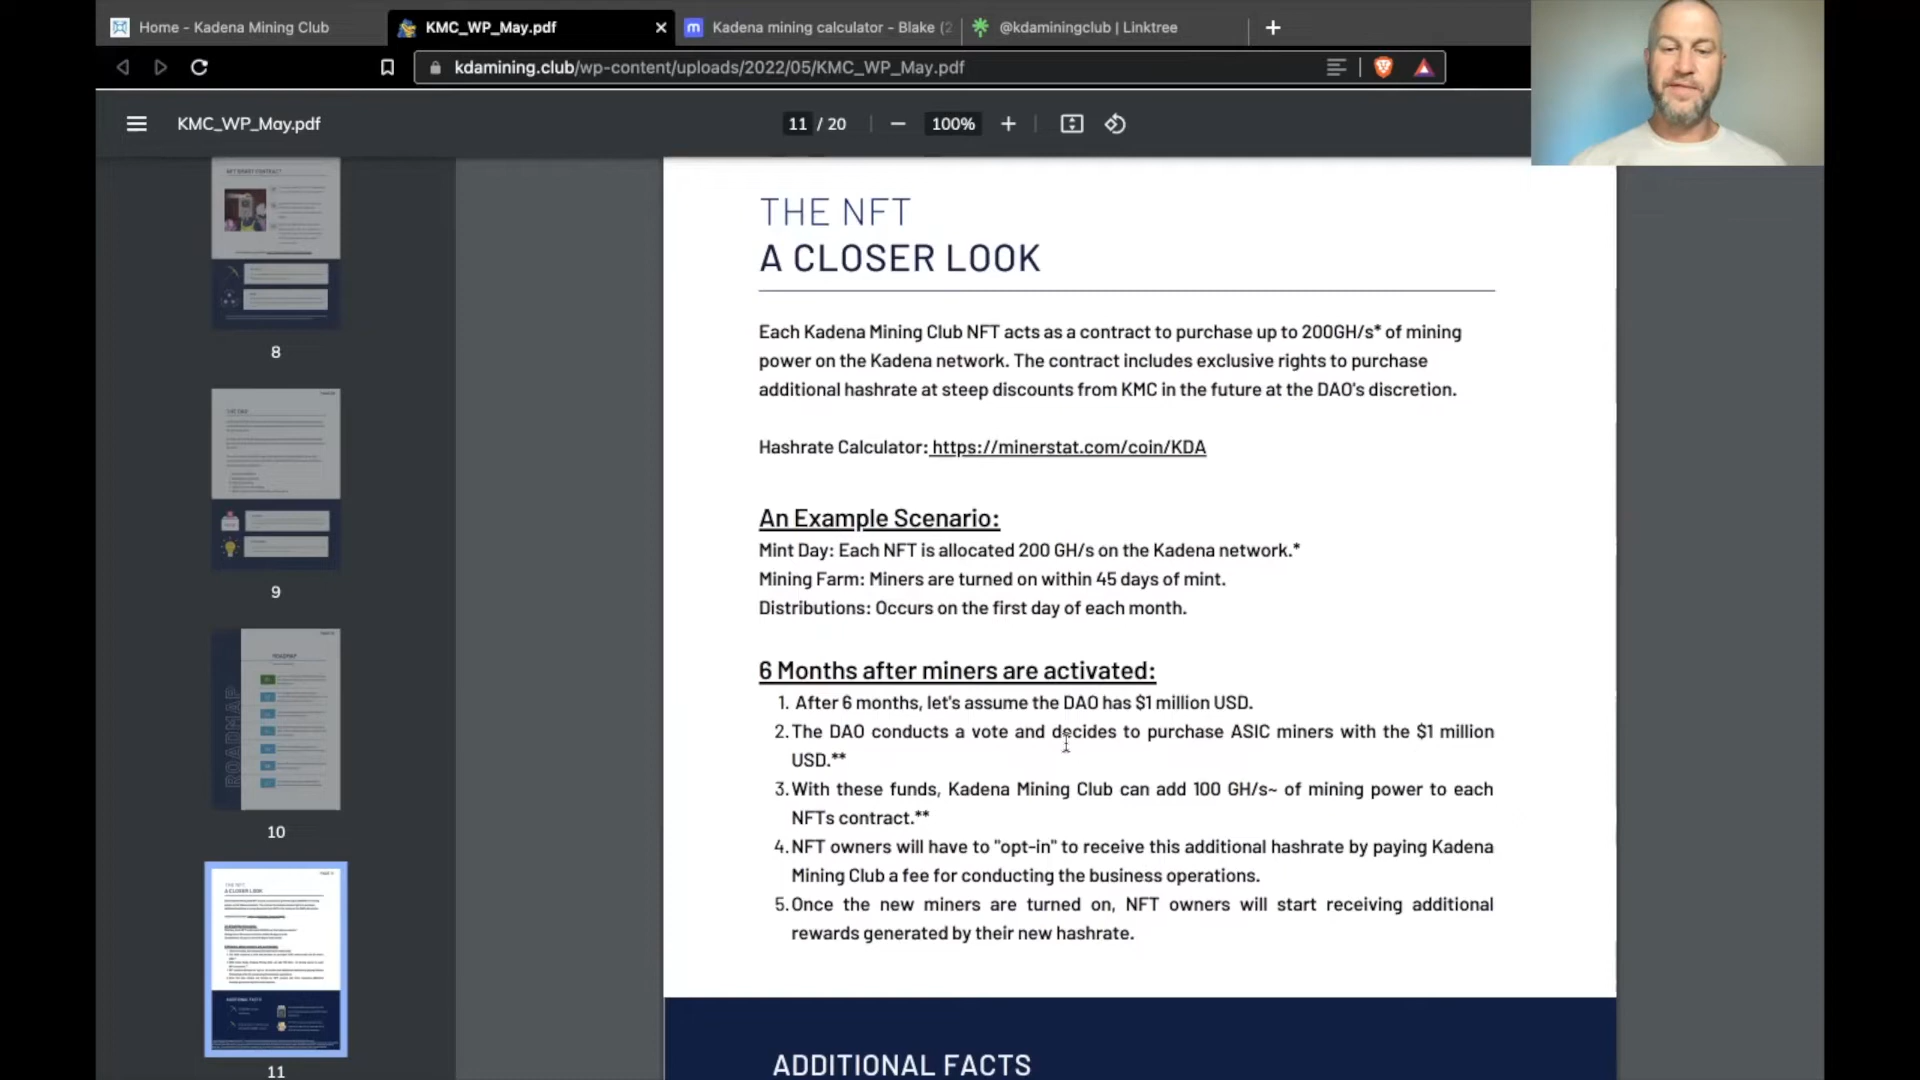 Home - Kadena Mining Club
KMC_WP_May.pdf
Kadena mining calculator - Blake (2
@kdaminingclub | Linktree
kdamining.club/wp-content/uploads/2022/05/KMC_WP_May.pdf
KMC_WP_May.pdf
11 / 20
100%
8
9
ROADMAP
ROADMAP
10
THE NFT
A CLOSER LOOK
ADDITIONAL FACTS
11
THE NFT
A CLOSER LOOK
Each Kadena Mining Club NFT acts as a contract to purchase up to 200GH/s* of mining
power on the Kadena network. The contract includes exclusive rights to purchase
additional hashrate at steep discounts from KMC in the future at the DAO's discretion.
Hashrate Calculator: https://minerstat.com/coin/KDA
An Example Scenario:
Mint Day: Each NFT is allocated 200 GH/s on the Kadena network.*
Mining Farm: Miners are turned on within 45 days of mint.
Distributions: Occurs on the first day of each month.
6 Months after miners are activated:
1. After 6 months, let's assume the DAO has $1 million USD.
2. The DAO conducts a vote and decides to purchase ASIC miners with the $1 million
USD.**
3. With these funds, Kadena Mining Club can add 100 GH/s~ of mining power to each
NFTs contract.**
4. NFT owners will have to "opt-in" to receive this additional hashrate by paying Kadena
Mining Club a fee for conducting the business operations.
5. Once the new miners are turned on, NFT owners will start receiving additional
rewards generated by their new hashrate.
ADDITIONAL FACTS